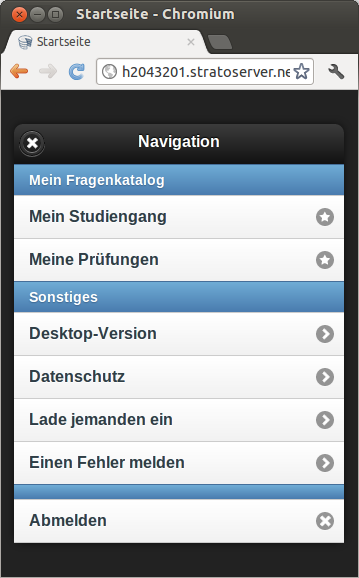 Startseite - Chromium
Startseite
h2043201.stratoserver.ne
Navigation
Mein Fragenkatalog
Mein Studiengang
Meine Prüfungen
Sonstiges
Desktop-Version
Datenschutz
Lade jemanden ein
Einen Fehler melden
Abmelden